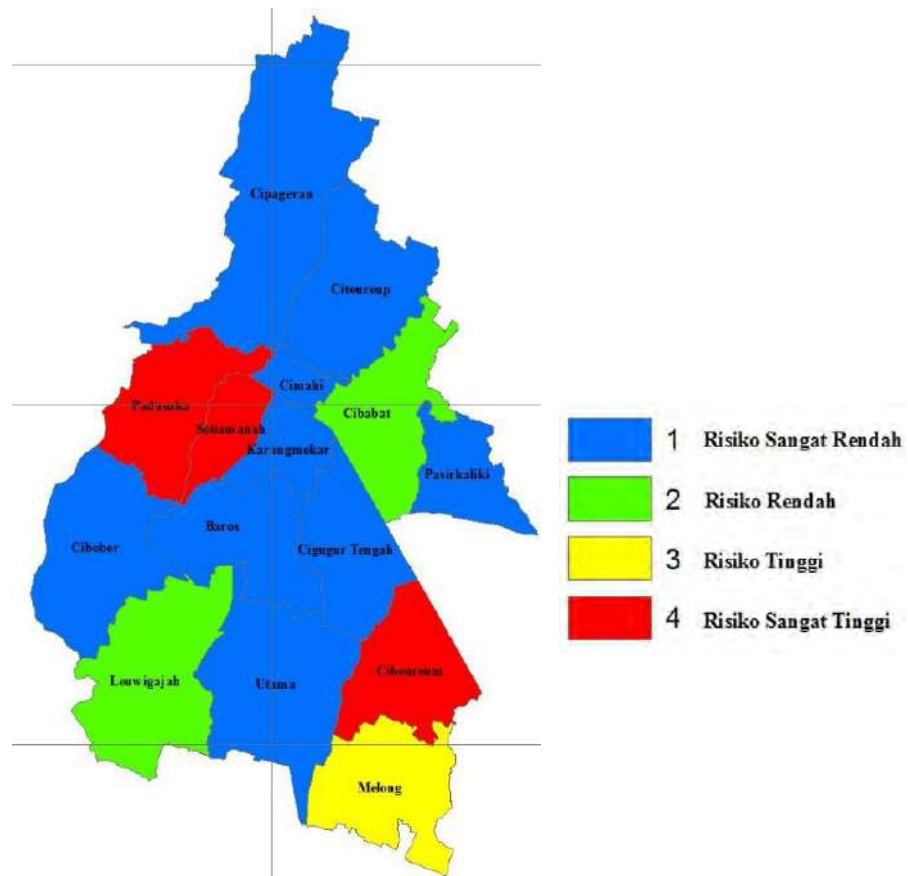 Cipageran
Citeureup
Cimahi
Padasuka
Setiamanah
Cibabat
Karangmekar
Pasirkaliki
Baros
Cibeber
Cigugur Tengah
Leuwigajah
Utama
Cibeureum
Melong
1 Risiko Sangat Rendah
2 Risiko Rendah
3 Risiko Tinggi
4 Risiko Sangat Tinggi